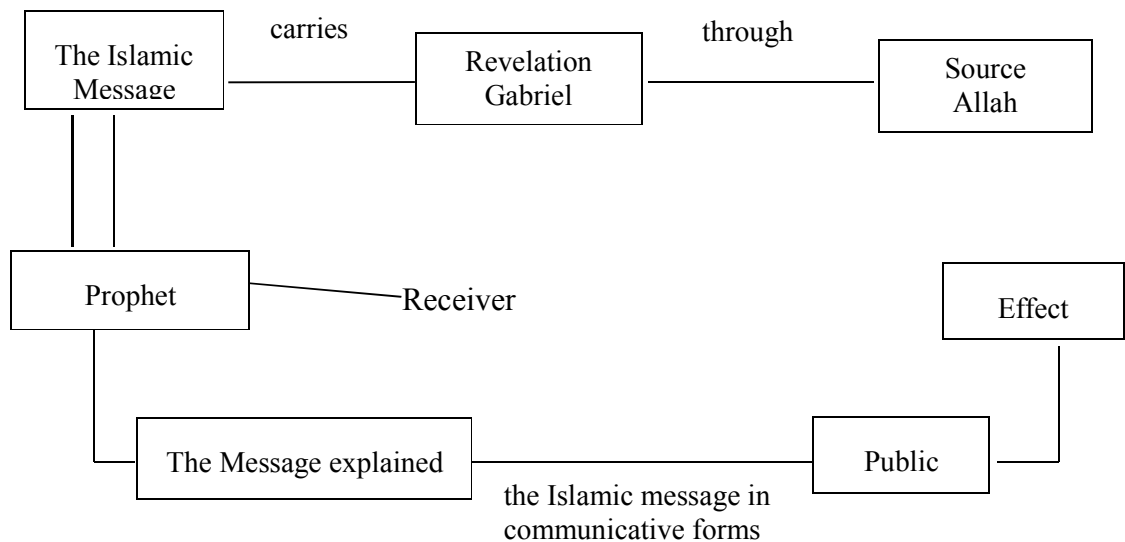 carries
through
The Islamic
Message
Revelation
Gabriel
Source
Allah
Prophet
Receiver
Effect
The Message explained
Public
the Islamic message in
communicative forms